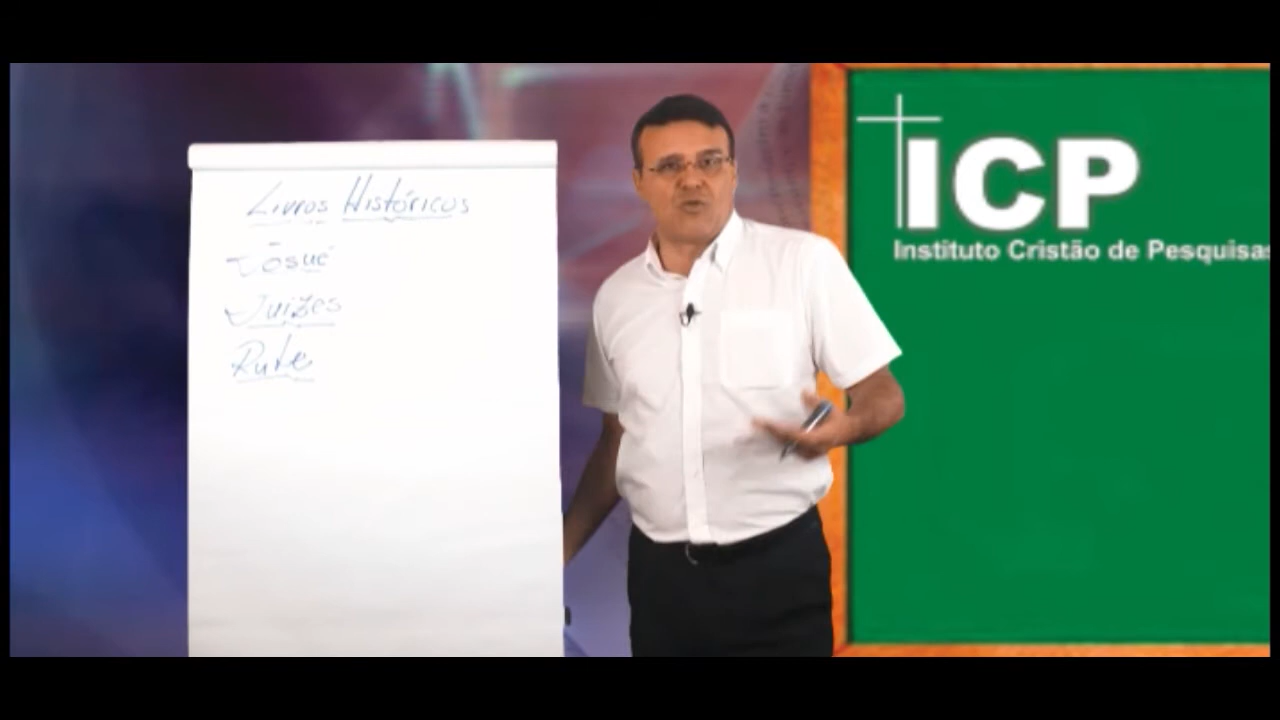 Livros Históricos
Josué
Juízes
Rute
ICP
Instituto Cristão de Pesquisas